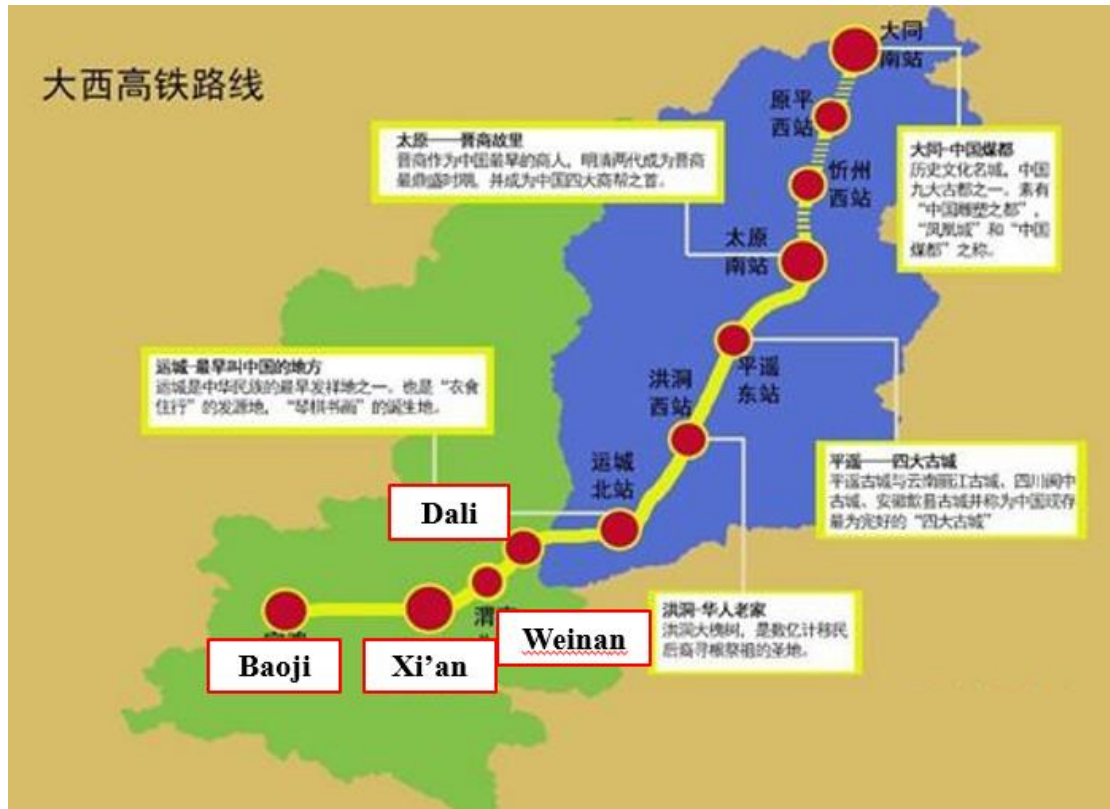 大西高铁路线
大同
南站
原平
西站
忻州
西站
太原
南站
太原——晋商故里
晋商作为中国最早的商人，明清两代成为晋商
最鼎盛时期，并成为中国四大商帮之首。
大同-中国煤都
历史文化名城，中国
九大古都之一。素有
“中国雕塑之都”，
“凤凰城”和“中国
煤都”之称。
平遥
东站
洪洞
西站
运城-最早叫中国的地方
运城是中华民族的最早发祥地之一。也是“衣食
住行”的发源地，“琴棋书画”的诞生地。
运城
北站
平遥——四大古城
平遥古城与云南丽江古城、四川阆中
古城、安徽歙县古城并称为中国现存
最为完好的“四大古城”
洪洞-华人老家
洪洞大槐树，是数亿计移民
后裔寻根祭祖的圣地。
Dali
Weinan
Xi’an
Baoji